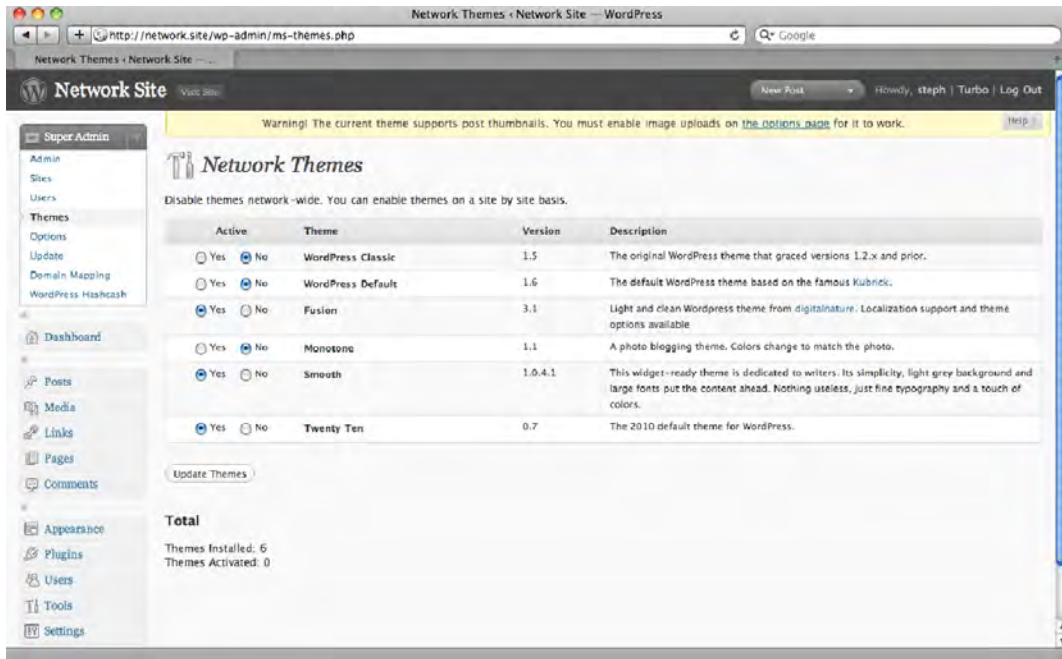 Network Themes ‹ Network Site — WordPress
http://network.site/wp-admin/ms-themes.php
Google
Network Themes ‹ Network Site — ...
Network Site Visit Site New Post Howdy, steph | Turbo | Log Out
Warning! The current theme supports post thumbnails. You must enable image uploads on the options page for it to work.
Help
Super Admin
Admin
Sites
Users
Themes
Options
Update
Domain Mapping
WordPress Hashcash
Dashboard
Posts
Media
Links
Pages
Comments
Appearance
Plugins
Users
Tools
Settings
Network Themes
Disable themes network-wide. You can enable themes on a site by site basis.
Active Theme Version Description
Yes No WordPress Classic 1.5 The original WordPress theme that graced versions 1.2.x and prior.
Yes No WordPress Default 1.6 The default WordPress theme based on the famous Kubrick.
Yes No Fusion 3.1 Light and clean Wordpress theme from digitalnature. Localization support and theme
options available
Yes No Monotone 1.1 A photo blogging theme. Colors change to match the photo.
Yes No Smooth 1.0.4.1 This widget-ready theme is dedicated to writers. Its simplicity, light grey background and
large fonts put the content ahead. Nothing useless, just fine typography and a touch of
colors.
Yes No Twenty Ten 0.7 The 2010 default theme for WordPress.
Update Themes
Total
Themes Installed: 6
Themes Activated: 0